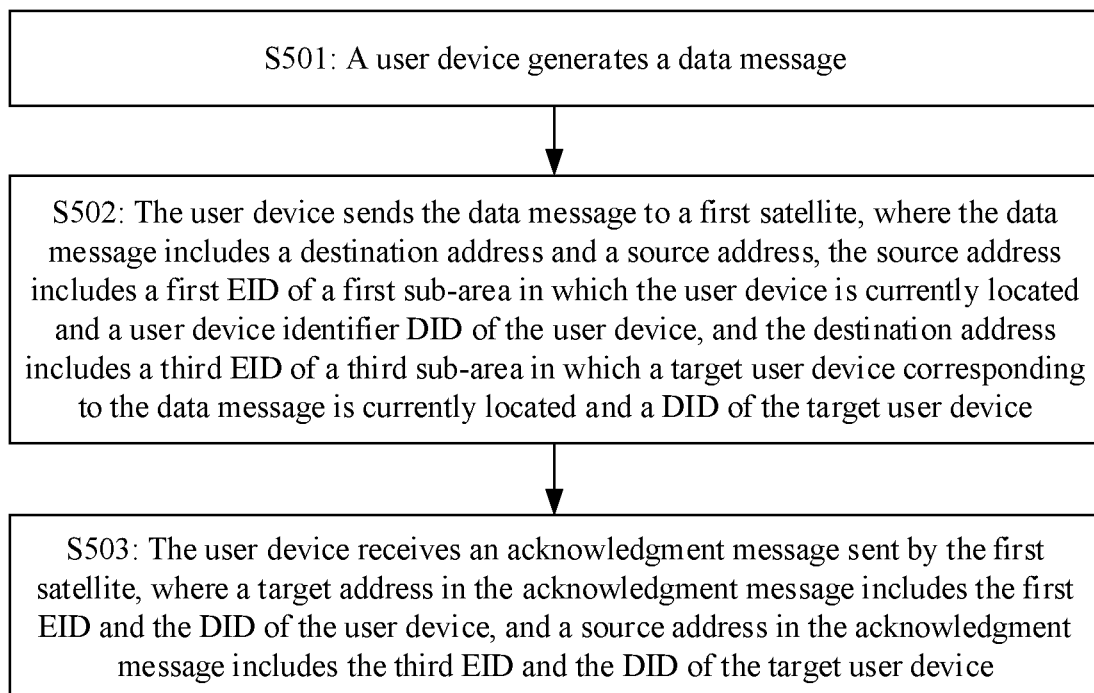 S501: A user device generates a data message
S502: The user device sends the data message to a first satellite, where the data
message includes a destination address and a source address, the source address
includes a first EID of a first sub-area in which the user device is currently located
and a user device identifier DID of the user device, and the destination address
includes a third EID of a third sub-area in which a target user device corresponding
to the data message is currently located and a DID of the target user device
S503: The user device receives an acknowledgment message sent by the first
satellite, where a target address in the acknowledgment message includes the first
EID and the DID of the user device, and a source address in the acknowledgment
message includes the third EID and the DID of the target user device